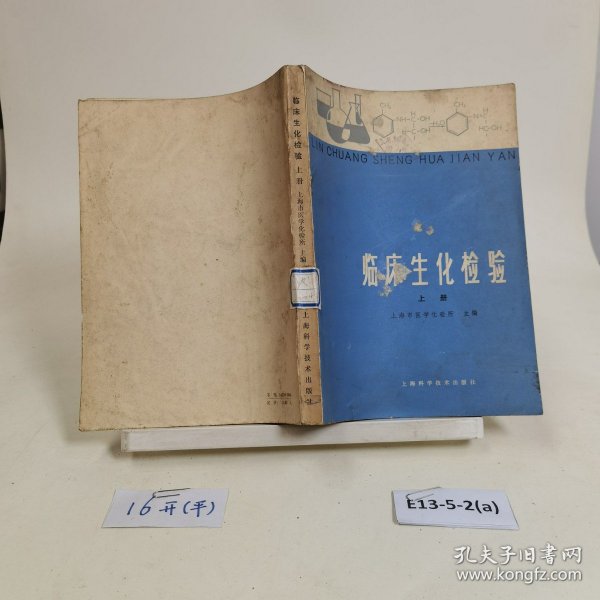 临床生化检验 上册 上海市医学化验所 主编
上海科学技术出版社
CH₃
CH₃
LIN CHUANG SHENG HUA JIAN YAN
临床生化检验
上册
上海市医学化验所 主编
上海科学技术出版社
16开(平)
E13-5-2(a)
孔夫子旧书网
www.kongfz.com